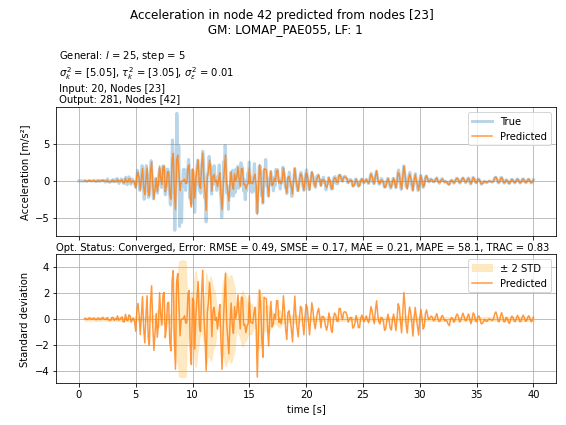 Acceleration in node 42 predicted from nodes [23]
GM: LOMAP_PAE055, LF: 1
General: l = 25, step = 5
σ²ₖ = [5.05], τ²ₖ = [3.05], σ²ε = 0.01
Input: 20, Nodes [23]
Output: 281, Nodes [42]
Acceleration [m/s²]
5
0
−5
True
Predicted
Opt. Status: Converged, Error: RMSE = 0.49, SMSE = 0.17, MAE = 0.21, MAPE = 58.1, TRAC = 0.83
Standard deviation
4
2
0
−2
−4
± 2 STD
Predicted
0 5 10 15 20 25 30 35 40
time [s]